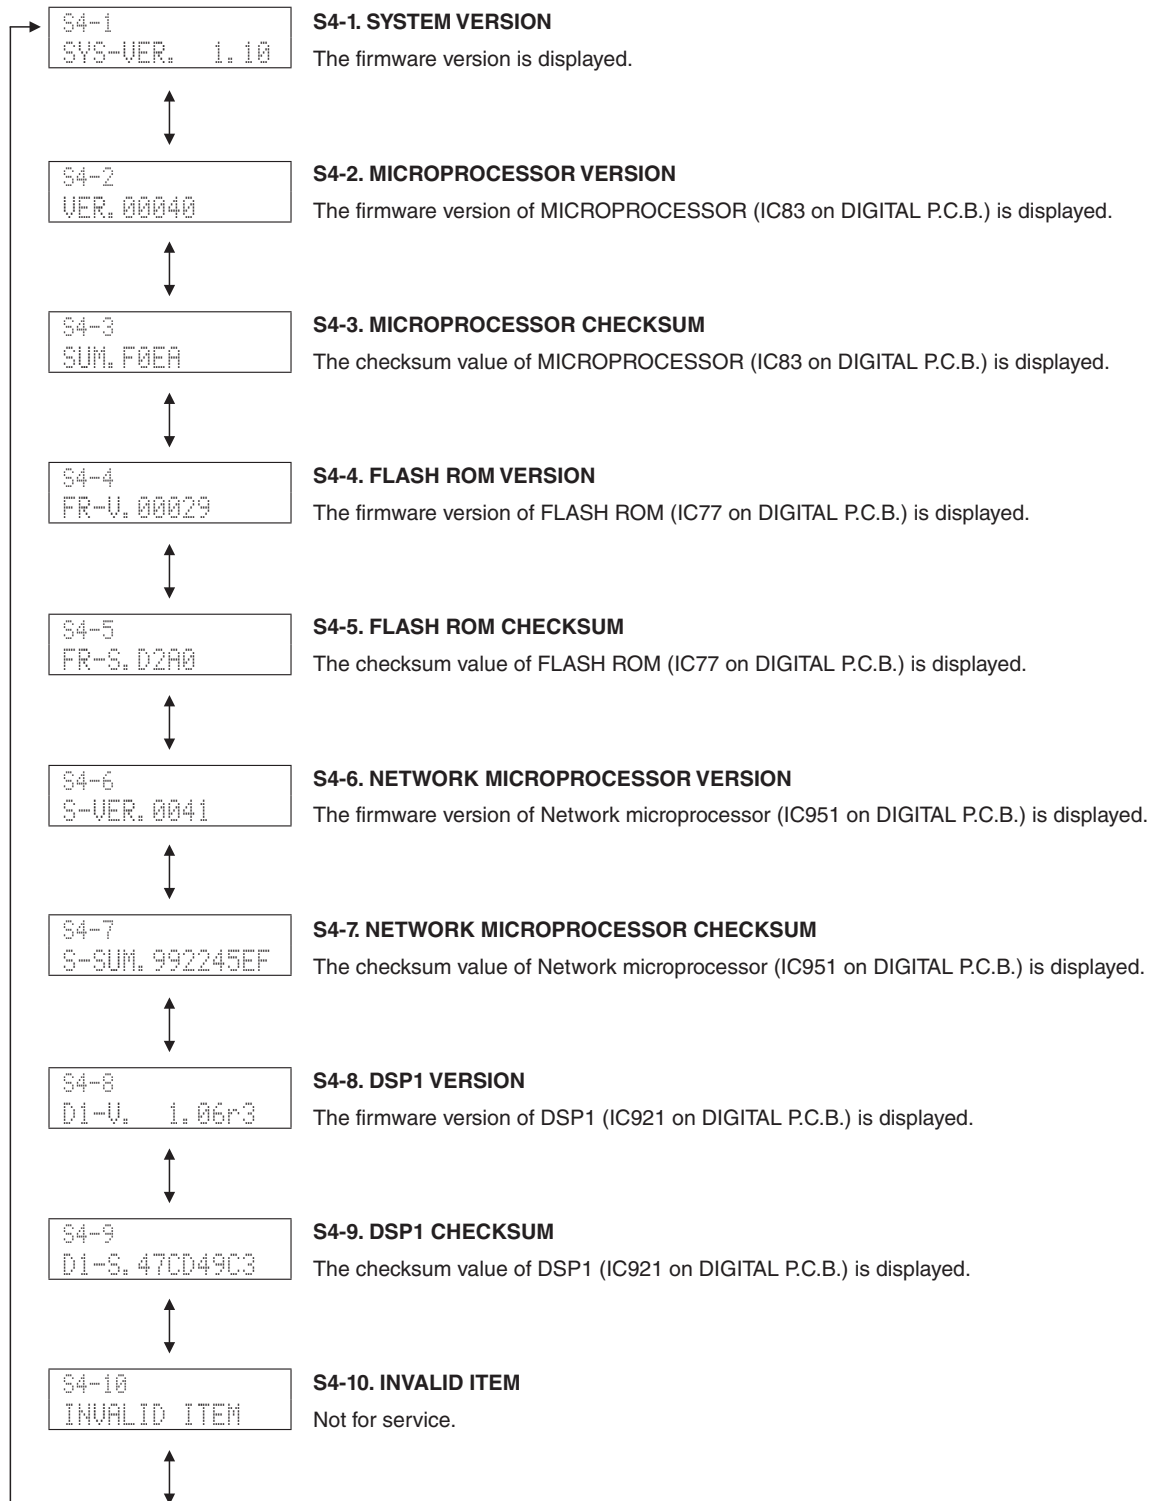 S4-1
SYS-VER. 1.10
S4-1. SYSTEM VERSION
The firmware version is displayed.
S4-2
VER.00040
S4-2. MICROPROCESSOR VERSION
The firmware version of MICROPROCESSOR (IC83 on DIGITAL P.C.B.) is displayed.
S4-3
SUM.F0EA
S4-3. MICROPROCESSOR CHECKSUM
The checksum value of MICROPROCESSOR (IC83 on DIGITAL P.C.B.) is displayed.
S4-4
FR-V.00029
S4-4. FLASH ROM VERSION
The firmware version of FLASH ROM (IC77 on DIGITAL P.C.B.) is displayed.
S4-5
FR-S.D2A0
S4-5. FLASH ROM CHECKSUM
The checksum value of FLASH ROM (IC77 on DIGITAL P.C.B.) is displayed.
S4-6
S-VER.0041
S4-6. NETWORK MICROPROCESSOR VERSION
The firmware version of Network microprocessor (IC951 on DIGITAL P.C.B.) is displayed.
S4-7
S-SUM.992245EF
S4-7. NETWORK MICROPROCESSOR CHECKSUM
The checksum value of Network microprocessor (IC951 on DIGITAL P.C.B.) is displayed.
S4-8
D1-V. 1.06r3
S4-8. DSP1 VERSION
The firmware version of DSP1 (IC921 on DIGITAL P.C.B.) is displayed.
S4-9
D1-S.47CD49C3
S4-9. DSP1 CHECKSUM
The checksum value of DSP1 (IC921 on DIGITAL P.C.B.) is displayed.
S4-10
INVALID ITEM
S4-10. INVALID ITEM
Not for service.